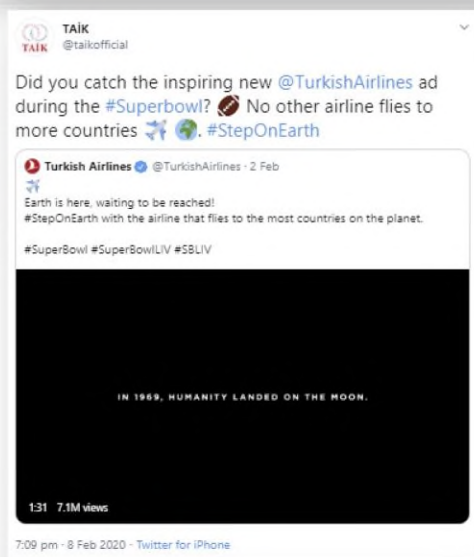 TAİK
@taikofficial
TAİK
Did you catch the inspiring new @TurkishAirlines ad
during the #Superbowl? 🏈 No other airline flies to
more countries ✈️ 🌍. #StepOnEarth
Turkish Airlines @TurkishAirlines · 2 Feb
✈️
Earth is here, waiting to be reached!
#StepOnEarth with the airline that flies to the most countries on the planet.
#SuperBowl #SuperBowlLIV #SBLIV
IN 1969, HUMANITY LANDED ON THE MOON.
1:31 7.1M views
7:09 pm · 8 Feb 2020 · Twitter for iPhone